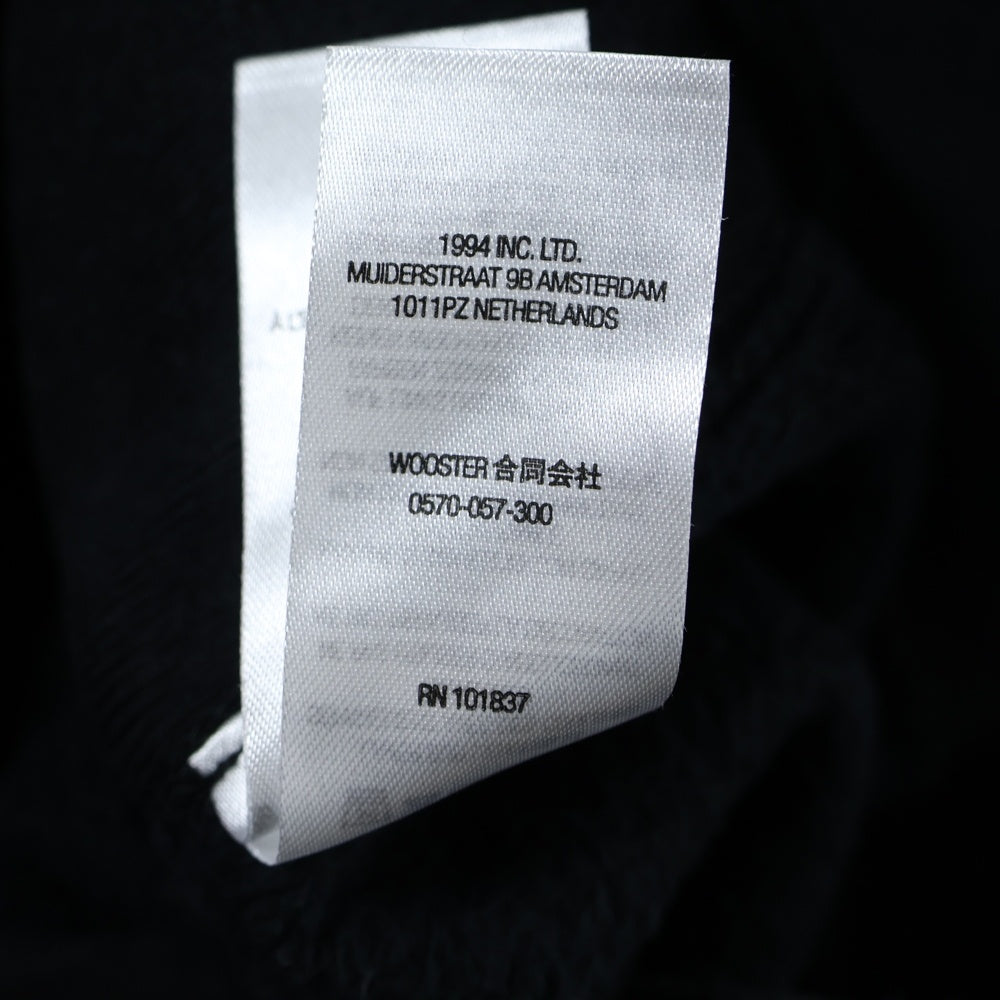 1994 INC. LTD.
MUIDERSTRAAT 9B AMSTERDAM
1011PZ NETHERLANDS
WOOSTER 合同会社
0570-057-300
RN 101837